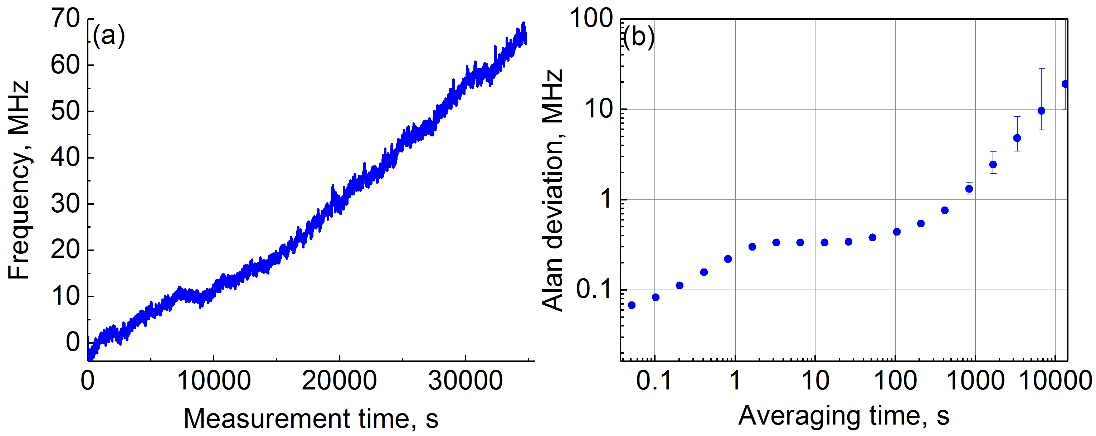 (a)
Frequency, MHz
70
60
50
40
30
20
10
0
0 10000 20000 30000
Measurement time, s
(b)
Alan deviation, MHz
100
10
1
0.1
0.1 1 10 100 1000 10000
Averaging time, s